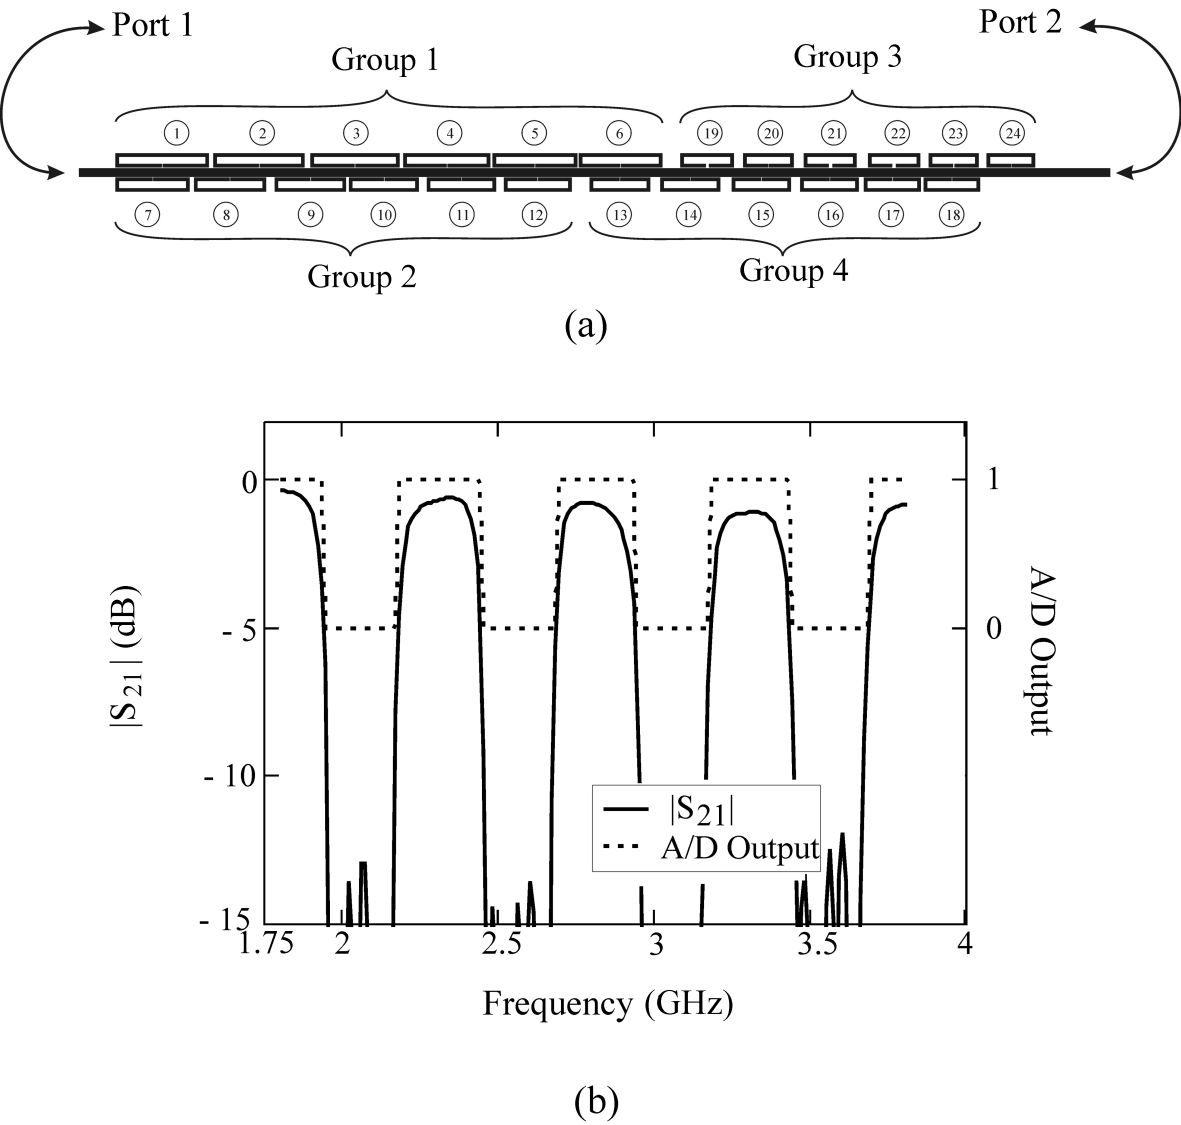 Port 1
Port 2
Group 1
Group 3
1 2 3 4 5 6 19 20 21 22 23 24
7 8 9 10 11 12 13 14 15 16 17 18
Group 2
Group 4
(a)
0
- 5
- 10
- 15
|S21| (dB)
1
0
A/D Output
|S21|
A/D Output
1.75 2 2.5 3 3.5 4
Frequency (GHz)
(b)